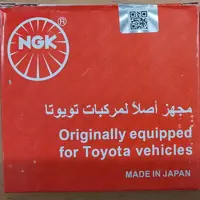 NGK
مجهز أصلاً لمركبات تويوتا
Originally equipped
for Toyota vehicles
MADE IN JAPAN